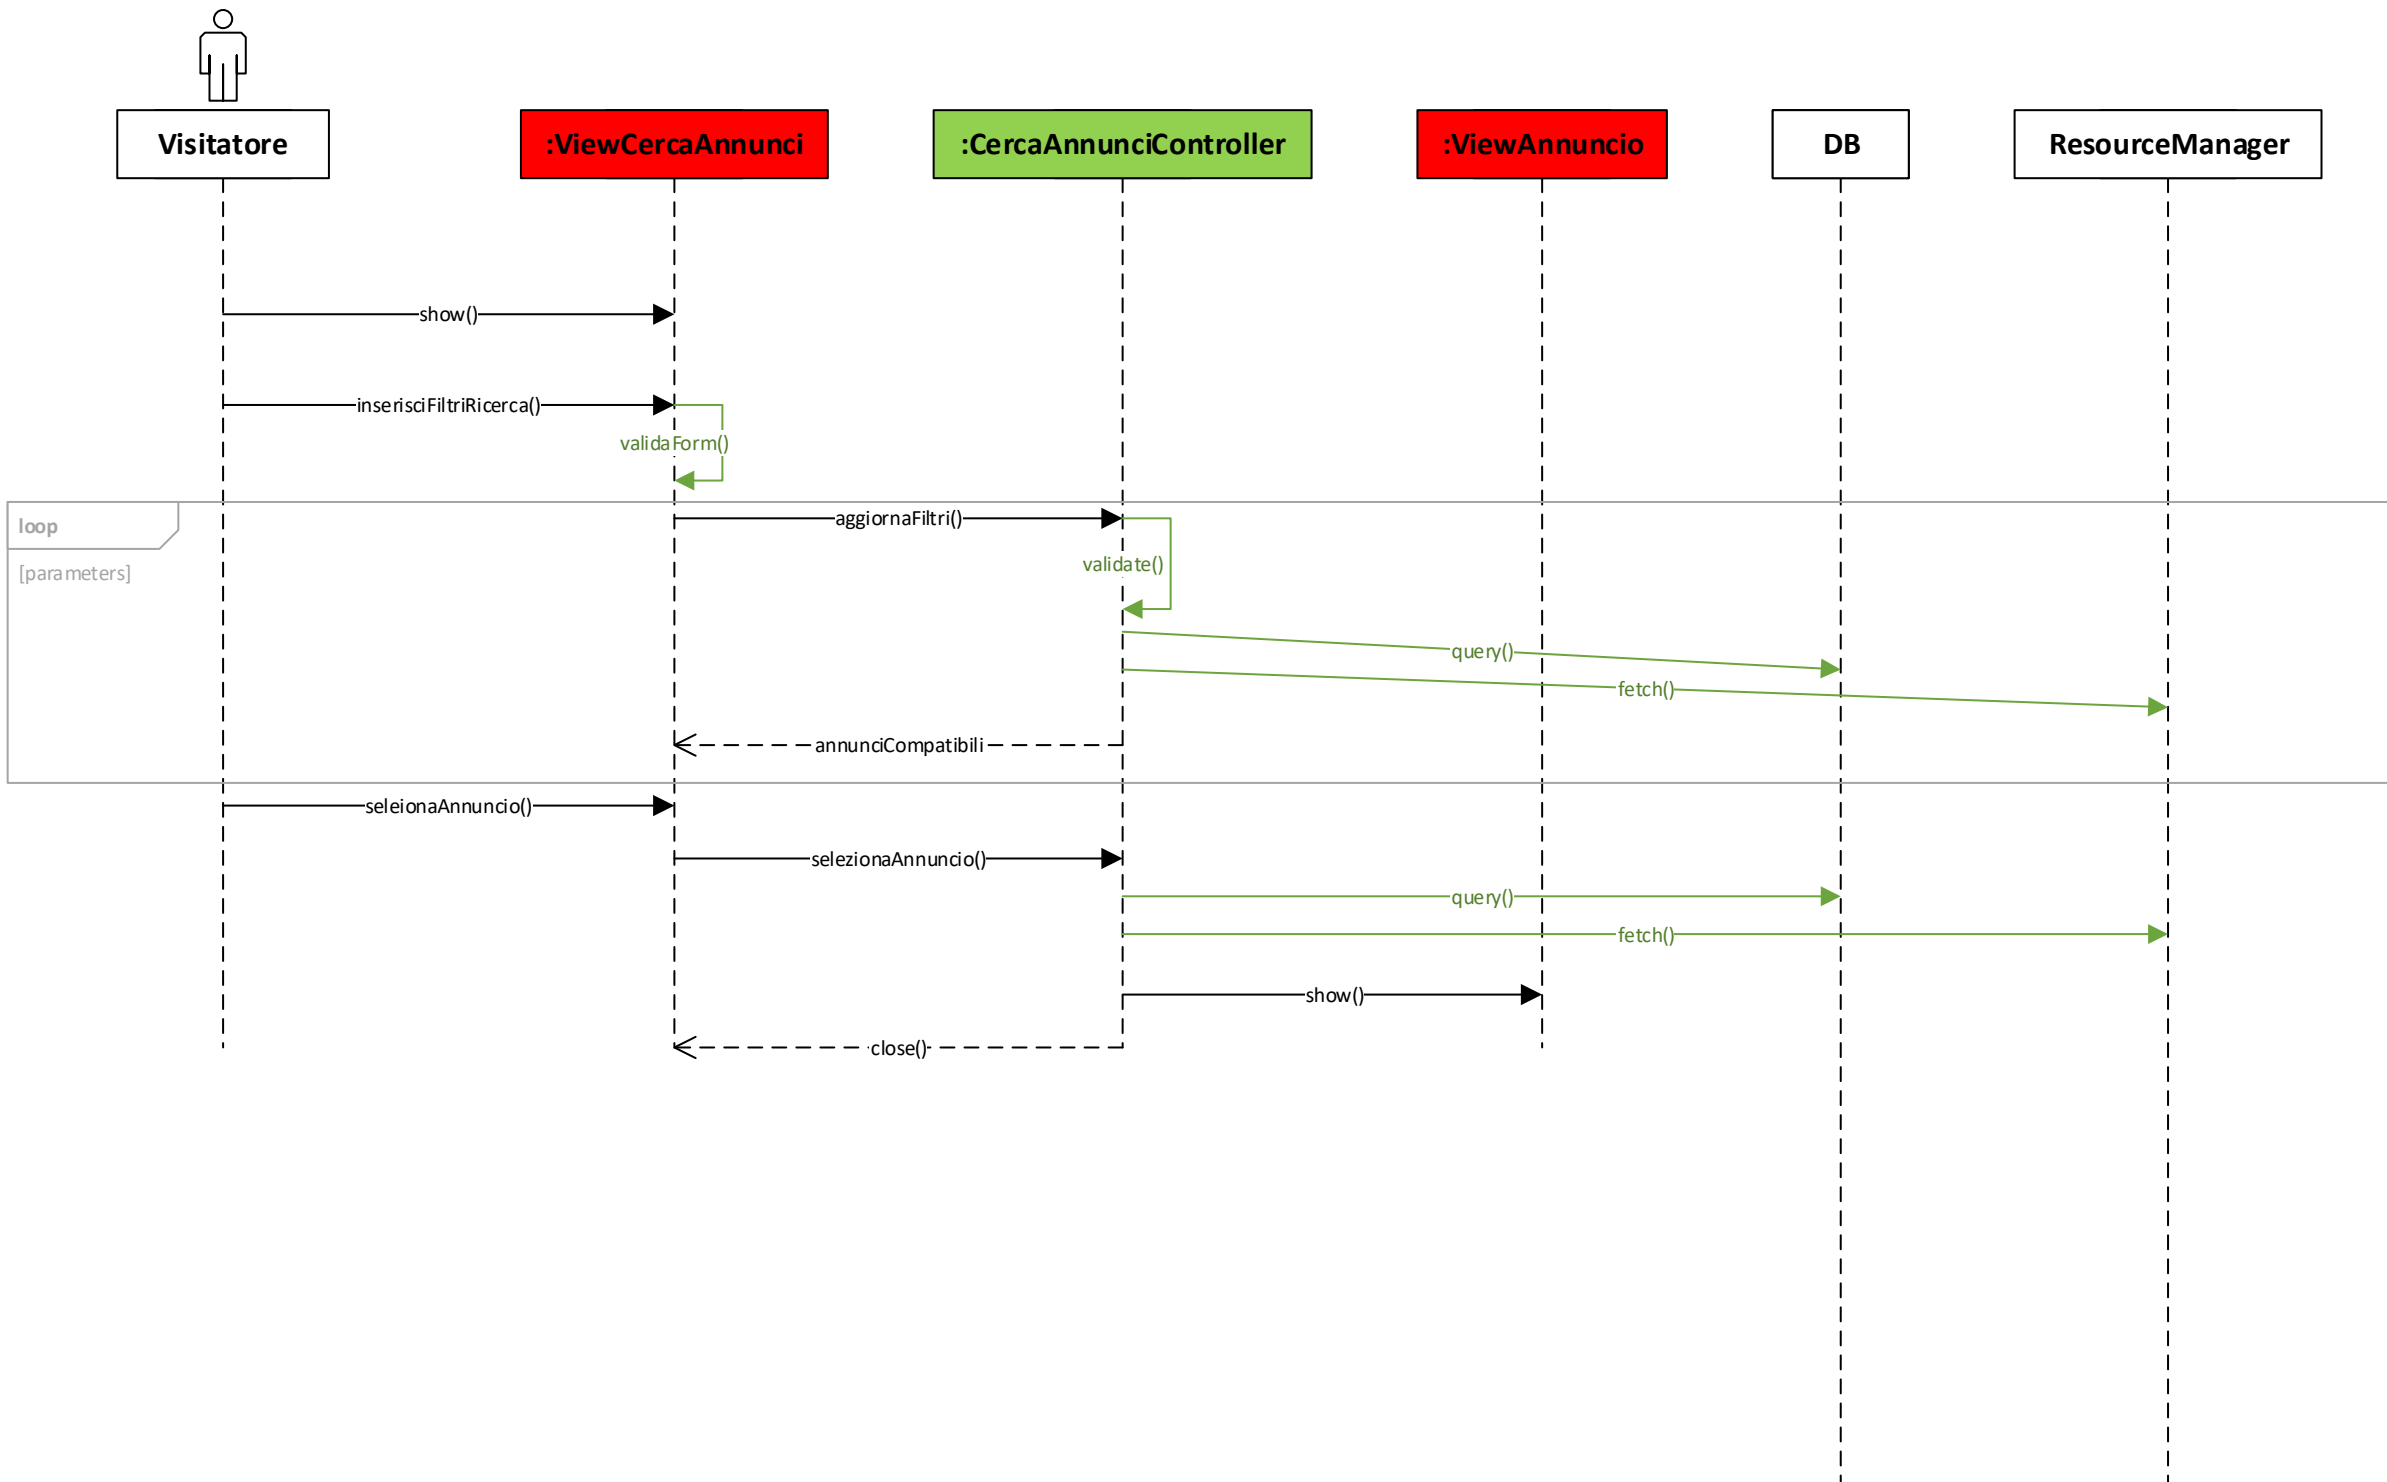 Visitatore
:ViewCercaAnnunci
:CercaAnnunciController
:ViewAnnuncio
DB
ResourceManager
show()
inserisciFiltriRicerca()
validaForm()
loop
aggiornaFiltri()
[parameters]
validate()
query()
fetch()
annunciCompatibili
seleionaAnnuncio()
selezionaAnnuncio()
query()
fetch()
show()
close()